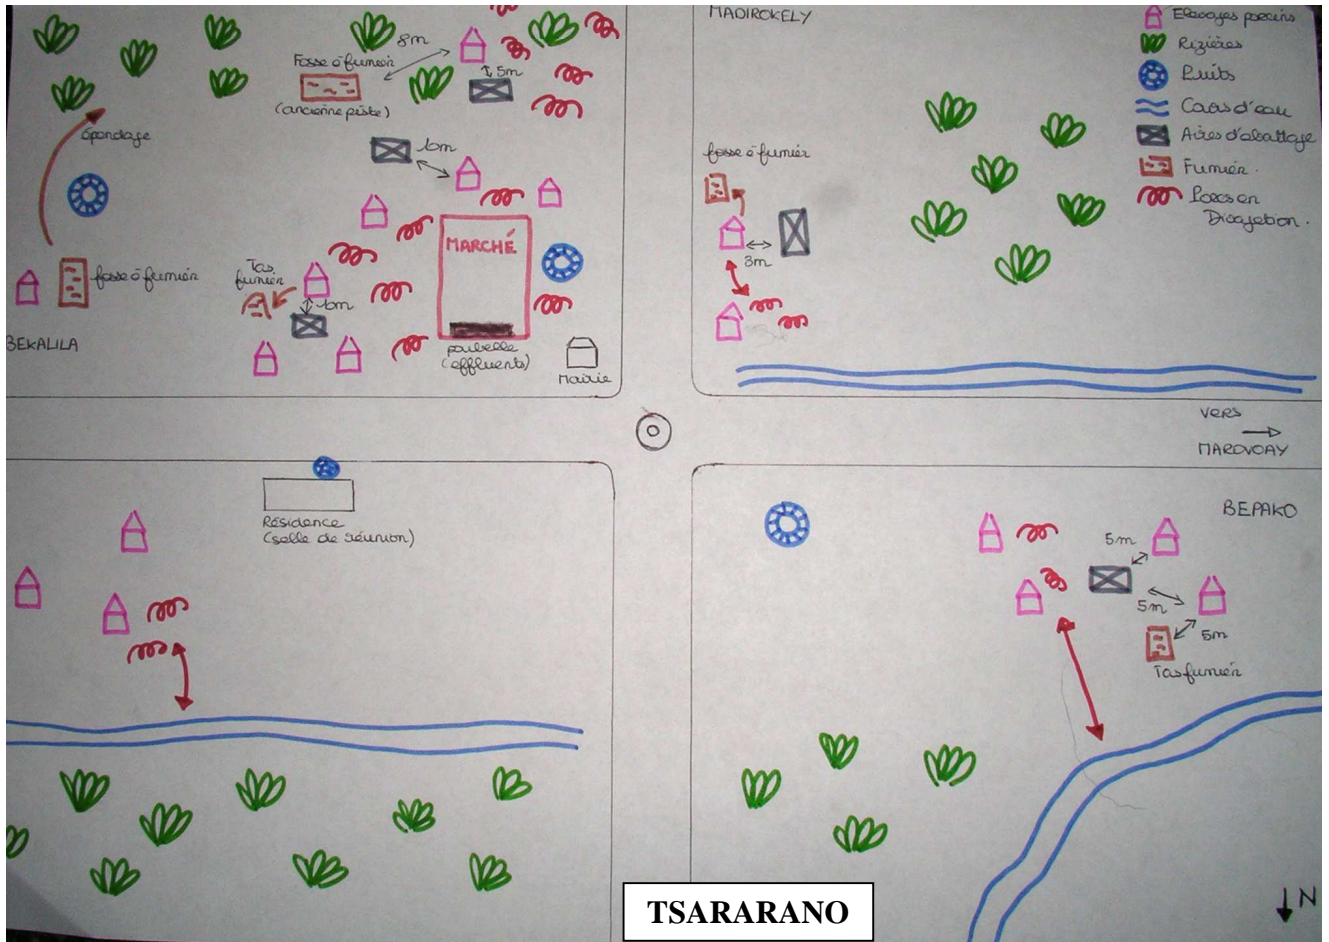 MADIROKELY
Elevages porcins
Rizières
Puits
Cours d'eau
Aires d'abattage
Fumier.
Porcs en
Divagation.
8m
Fosse à fumier
(ancienne piste)
5m
épandage
10m
fosse à fumier
3m
MARCHÉ
Tas
fumier
fosse à fumier
10m
BEKALILA
poubelle
(effluents)
Mairie
VERS
MAROVOAY
Résidence
(salle de réunion)
BEPAKO
5m
5m
5m
Tas fumier
N
TSARARANO